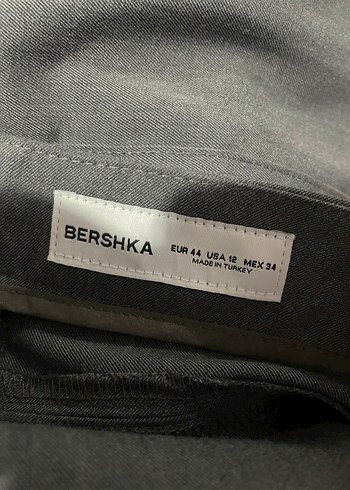 BERSHKA
EUR 44 USA 12 MEX 34
MADE IN TURKEY